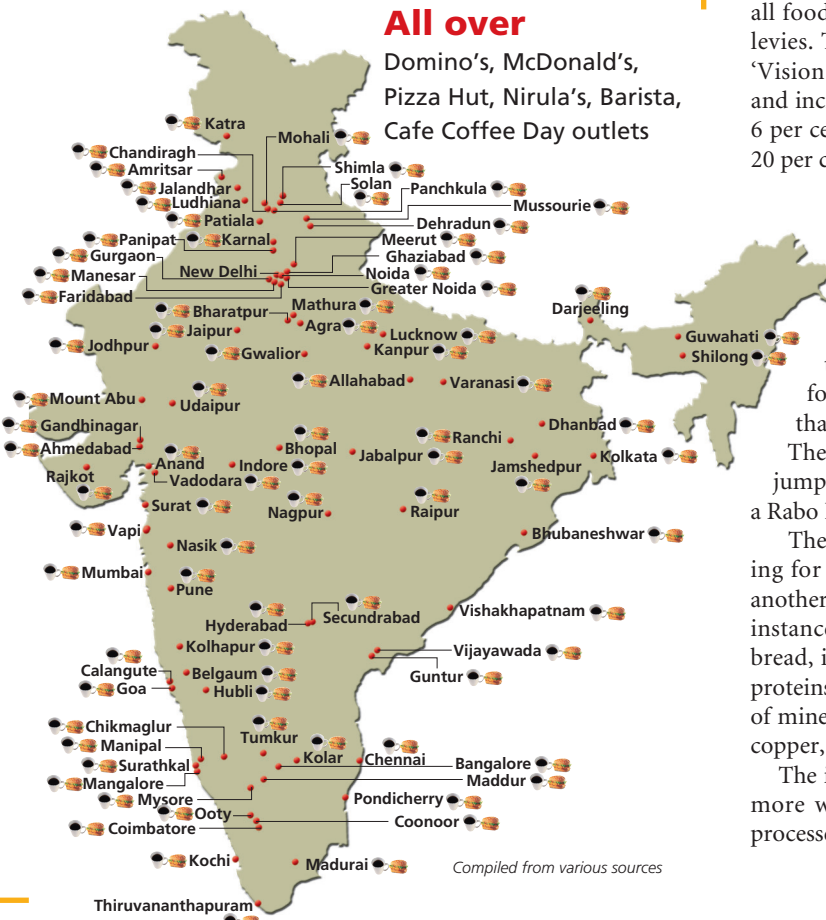 All over
Domino's, McDonald's,
Pizza Hut, Nirula's, Barista,
Cafe Coffee Day outlets
all food
levies. T
'Vision
and inc
6 per ce
20 per c
Katra
Mohali
Chandiragh
Shimla
Amritsar
Solan
Panchkula
Jalandhar
Ludhiana
Mussourie
Patiala
Dehradun
Panipat
Karnal
Meerut
Gurgaon
Ghaziabad
New Delhi
Noida
Manesar
Greater Noida
Faridabad
Mathura
Bharatpur
Darjeeling
Jaipur
Agra
Lucknow
Guwahati
Jodhpur
Gwalior
Kanpur
Shilong
Allahabad
Varanasi
Mount Abu
Udaipur
Gandhinagar
Dhanbad
Ahmedabad
Bhopal
Ranchi
Rajkot
Anand
Indore
Jabalpur
Jamshedpur
Kolkata
Vadodara
Surat
Nagpur
Raipur
Vapi
Bhubaneshwar
Nasik
Mumbai
Pune
Vishakhapatnam
Hyderabad
Secundrabad
Kolhapur
Vijayawada
Calangute
Belgaum
Guntur
Goa
Hubli
Chikmaglur
Tumkur
Manipal
Kolar
Chennai
Surathkal
Bangalore
Mangalore
Maddur
Mysore
Pondicherry
Ooty
Coonoor
Coimbatore
Kochi
Madurai
Thiruvananthapuram
Compiled from various sources
fo
tha
The
jump
a Rabo
The
ing for
another
instance
bread, i
proteins
of mine
copper,
The i
more w
processe